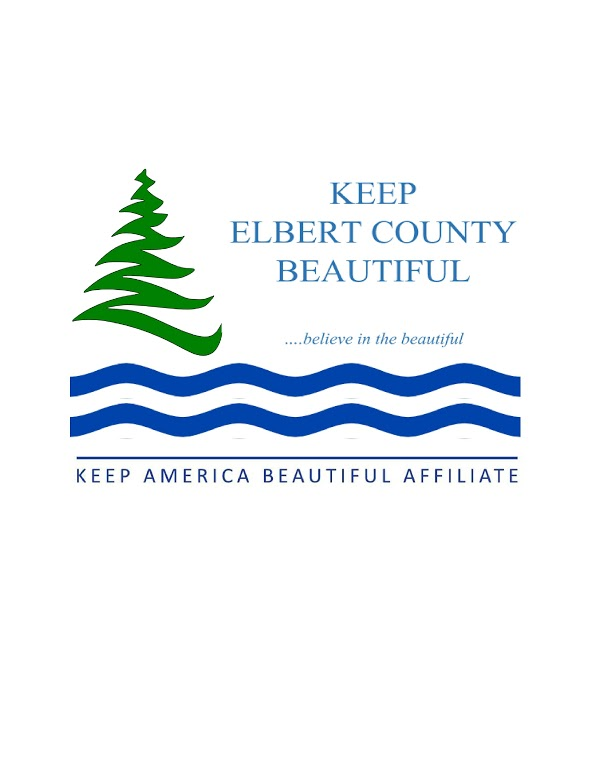 KEEP
ELBERT COUNTY
BEAUTIFUL
....believe in the beautiful
KEEP AMERICA BEAUTIFUL AFFILIATE